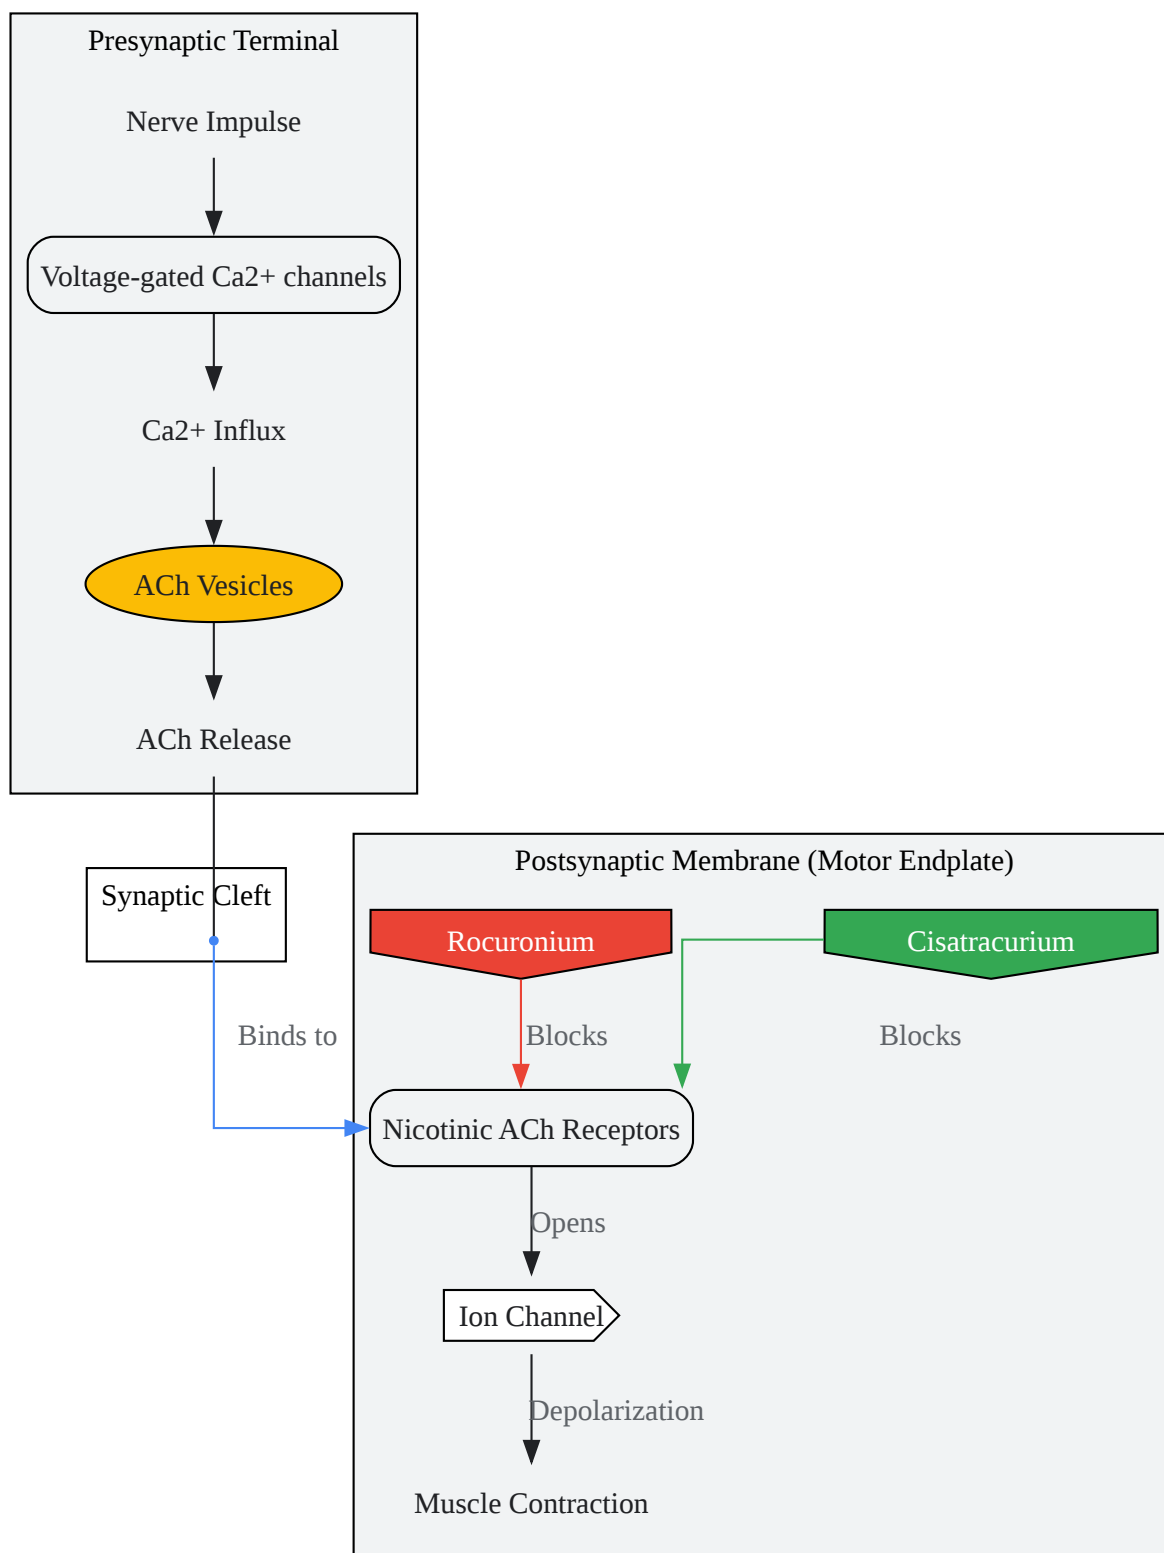 Presynaptic Terminal
Nerve Impulse
Voltage-gated Ca2+ channels
Ca2+ Influx
ACh Vesicles
ACh Release
Synaptic Cleft
Postsynaptic Membrane (Motor Endplate)
Rocuronium
Cisatracurium
Binds to
Blocks
Blocks
Nicotinic ACh Receptors
Opens
Ion Channel
Depolarization
Muscle Contraction